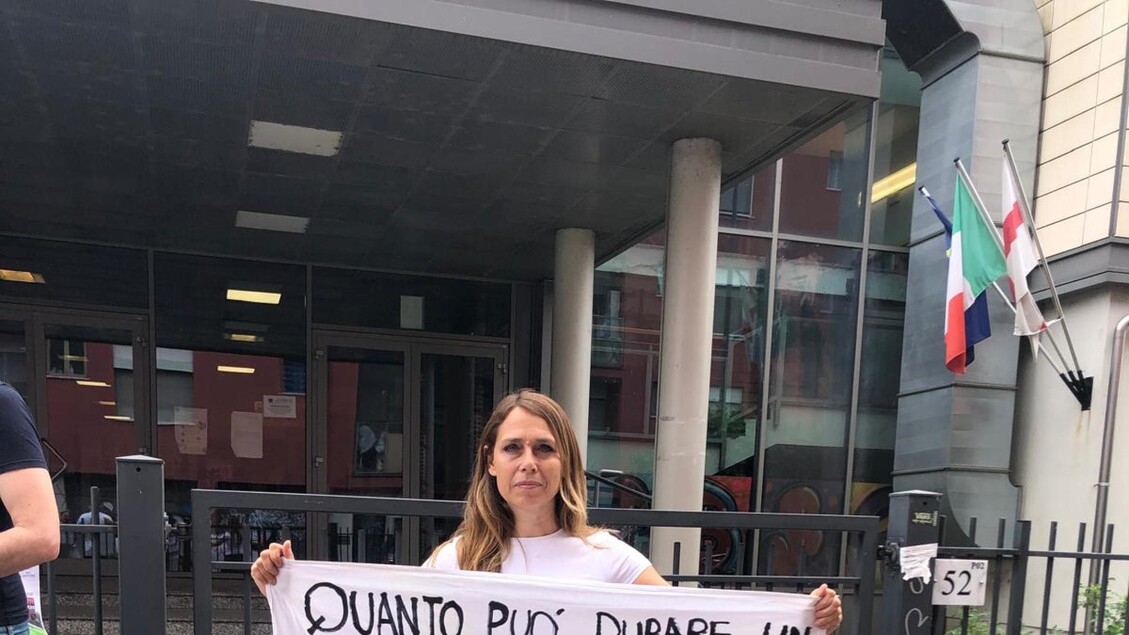 P02
52
QUANTO PUÓ DURARE UN